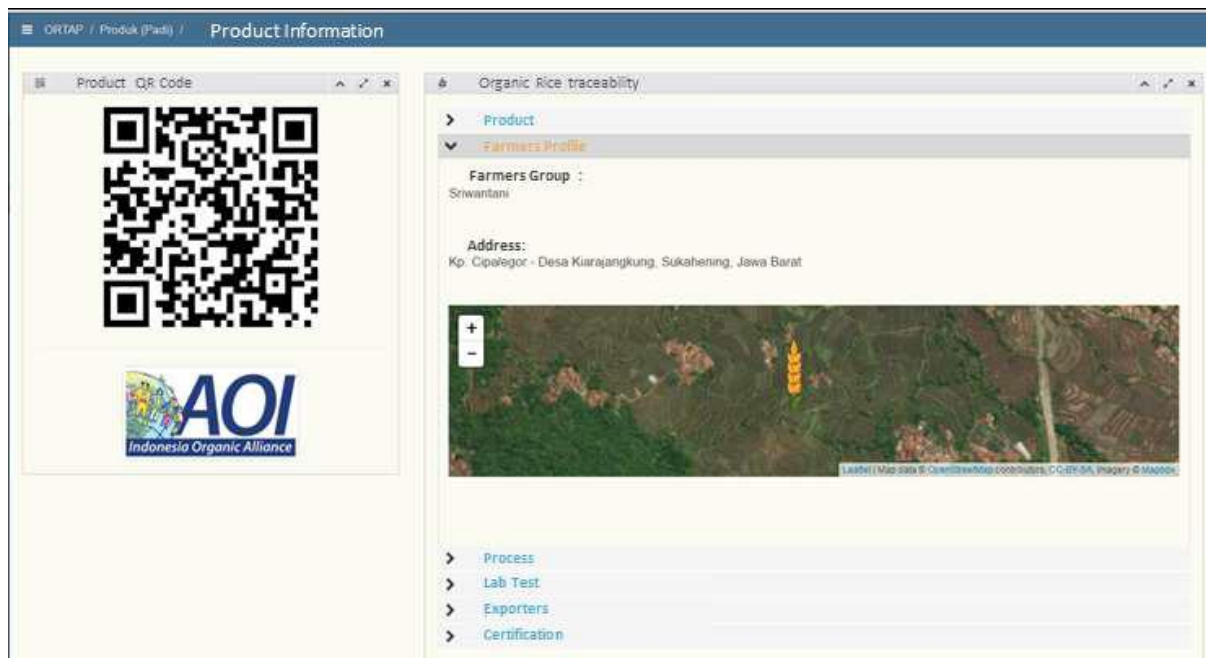 ORTAP / Produk (Padi) / Product Information
Product QR Code
AOI
Indonesia Organic Alliance
Organic Rice traceability
Product
Farmers Profile
Farmers Group :
Sriwantani
Address:
Kp. Cipalegor - Desa Kiarajangkung, Sukahening, Jawa Barat
+
-
Leaflet | Map data © OpenStreetMap contributors, CC-BY-SA, Imagery © Mapbox
Process
Lab Test
Exporters
Certification